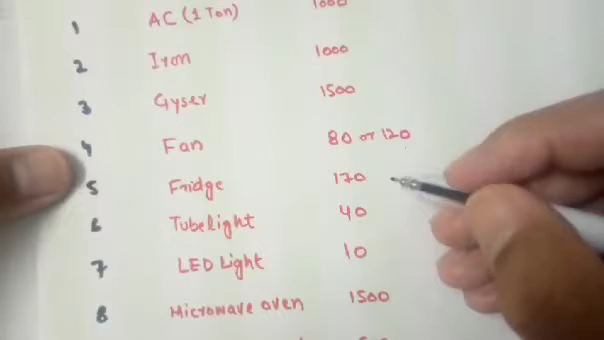 1 AC (1 Ton) 1000
2 Iron 1000
3 Gyser 1500
4 Fan 80 or 120
5 Fridge 170
6 Tubelight 40
7 LED Light 10
8 Microwave oven 1500